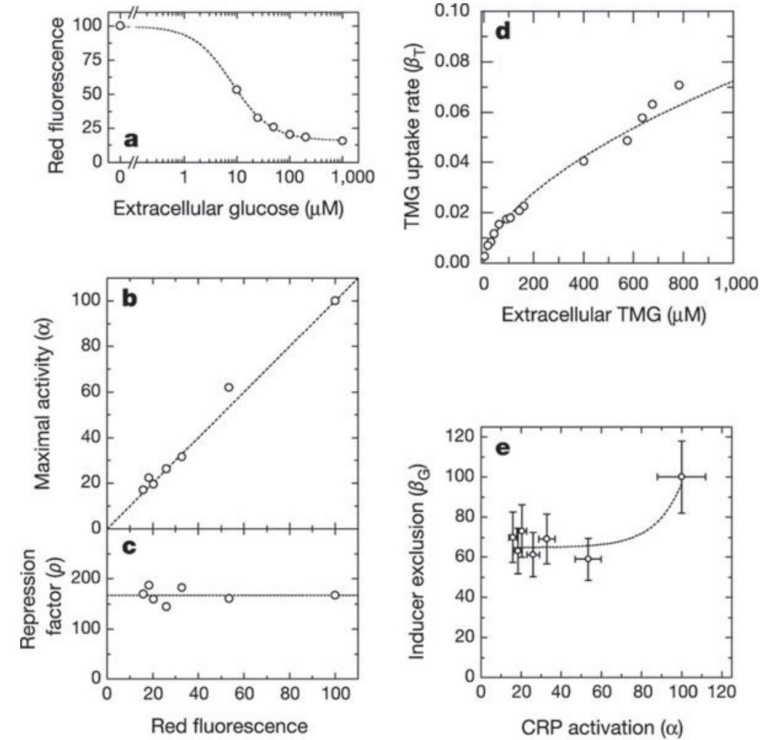 100
75
50
25
0
Red fluorescence
a
0 1 10 100 1,000
Extracellular glucose (μM)
0.10
0.08
0.06
0.04
0.02
0.00
TMG uptake rate (βT)
d
0 200 400 600 800 1,000
Extracellular TMG (μM)
100
80
60
40
20
0
Maximal activity (α)
b
200
100
0
Repression
factor (ρ)
c
0 20 40 60 80 100
Red fluorescence
120
100
80
60
40
20
0
Inducer exclusion (βG)
e
0 20 40 60 80 100 120
CRP activation (α)